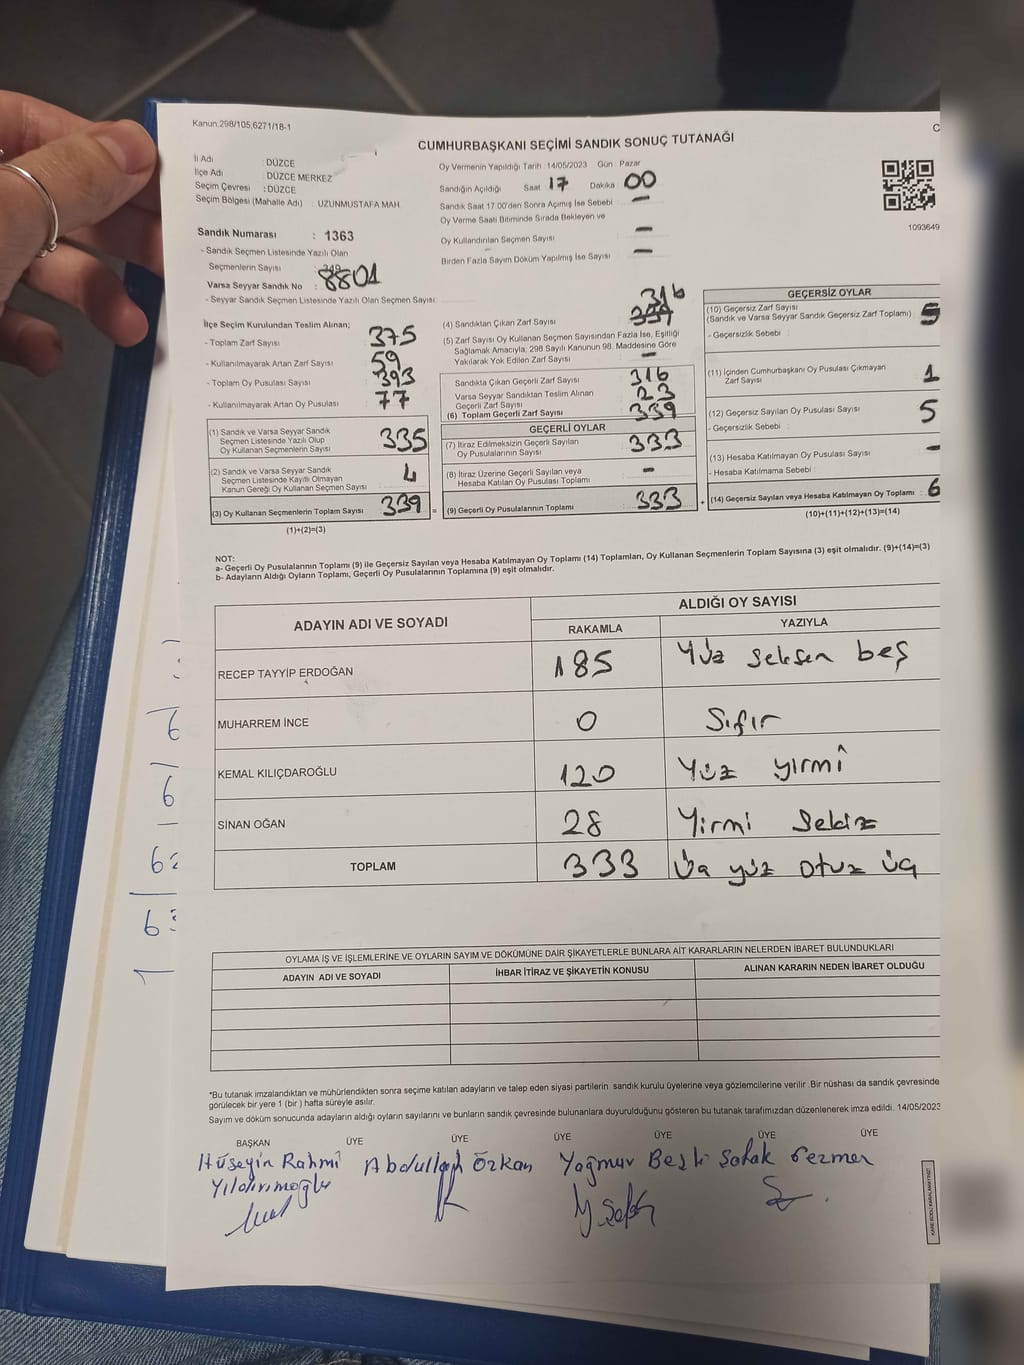 Kanun.298/105,6271/18-1
CUMHURBAŞKANI SEÇİMİ SANDIK SONUÇ TUTANAĞI
İl Adı : DÜZCE
İlçe Adı : DÜZCE MERKEZ
Seçim Çevresi : DÜZCE
Seçim Bölgesi (Mahalle Adı) : UZUNMUSTAFA MAH.
Sandık Numarası : 1363
- Sandık Seçmen Listesinde Yazılı Olan
Seçmenlerin Sayısı :
Varsa Seyyar Sandık No : 8801
- Seyyar Sandık Seçmen Listesinde Yazılı Olan Seçmen Sayısı:
Oy Vermenin Yapıldığı Tarih :14/05/2023 Gün : Pazar
Sandığın Açıldığı Saat 17 Dakika 00
Sandık Saat 17.00'den Sonra Açımış İse Sebebi -
Oy Verme Saati Bitiminde Sırada Bekleyen ve
Oy Kullandırılan Seçmen Sayısı -
Birden Fazla Sayım Döküm Yapılmış İse Sayısı -
1093649
İlçe Seçim Kurulundan Teslim Alınan;
- Toplam Zarf Sayısı : 375
- Kullanılmayarak Artan Zarf Sayısı : 59
- Toplam Oy Pusulası Sayısı : 393
- Kullanılmayarak Artan Oy Pusulası : 77
(1) Sandık ve Varsa Seyyar Sandık
Seçmen Listesinde Yazılı Olup
Oy Kullanan Seçmenlerin Sayısı : 335
(2) Sandık ve Varsa Seyyar Sandık
Seçmen Listesinde Kayıtlı Olmayan
Kanun Gereği Oy Kullanan Seçmen Sayısı : 4
(3) Oy Kullanan Seçmenlerin Toplam Sayısı : 339
(1)+(2)=(3)
(4) Sandıktan Çıkan Zarf Sayısı : 316
(5) Zarf Sayısı Oy Kullanan Seçmen Sayısından Fazla İse, Eşitliği
Sağlamak Amacıyla, 298 Sayılı Kanunun 98. Maddesine Göre
Yakılarak Yok Edilen Zarf Sayısı : -
Sandıkta Çıkan Geçerli Zarf Sayısı : 316
Varsa Seyyar Sandıktan Teslim Alınan
Geçerli Zarf Sayısı : 23
(6) Toplam Geçerli Zarf Sayısı : 339
GEÇERLİ OYLAR
(7) İtiraz Edilmeksizin Geçerli Sayılan
Oy Pusulalarının Sayısı : 333
(8) İtiraz Üzerine Geçerli Sayılan veya
Hesaba Katılan Oy Pusulası Toplamı : -
(9) Geçerli Oy Pusulalarının Toplamı : 333
GEÇERSİZ OYLAR
(10) Geçersiz Zarf Sayısı
(Sandık ve Varsa Seyyar Sandık Geçersiz Zarf Toplamı) :
- Geçersizlik Sebebi :
(11) İçinden Cumhurbaşkanı Oy Pusulası Çıkmayan
Zarf Sayısı : 1
(12) Geçersiz Sayılan Oy Pusulası Sayısı : 5
- Geçersizlik Sebebi :
(13) Hesaba Katılmayan Oy Pusulası Sayısı : -
- Hesaba Katılmama Sebebi :
(14) Geçersiz Sayılan veya Hesaba Katılmayan Oy Toplamı : 6
(10)+(11)+(12)+(13)=(14)
NOT:
a- Geçerli Oy Pusulalarının Toplamı (9) ile Geçersiz Sayılan veya Hesaba Katılmayan Oy Toplamı (14) Toplamları, Oy Kullanan Seçmenlerin Toplam Sayısına (3) eşit olmalıdır. (9)+(14)=(3)
b- Adayların Aldığı Oyların Toplamı, Geçerli Oy Pusulalarının Toplamına (9) eşit olmalıdır.
ADAYIN ADI VE SOYADI ALDIĞI OY SAYISI
RAKAMLA YAZIYLA
RECEP TAYYİP ERDOĞAN 185 Yüz seksen beş
MUHARREM İNCE 0 Sıfır
KEMAL KILIÇDAROĞLU 120 Yüz yirmi
SİNAN OĞAN 28 Yirmi Sekiz
TOPLAM 333 Üç yüz otuz üç
OYLAMA İŞ VE İŞLEMLERİNE VE OYLARIN SAYIM VE DÖKÜMÜNE DAİR ŞİKAYETLERLE BUNLARA AİT KARARLARIN NELERDEN İBARET BULUNDUKLARI
ADAYIN ADI VE SOYADI İHBAR İTİRAZ VE ŞİKAYETİN KONUSU ALINAN KARARIN NEDEN İBARET OLDUĞU
*Bu tutanak imzalandıktan ve mühürlendikten sonra seçime katılan adayların ve talep eden siyasi partilerin sandık kurulu üyelerine veya gözlemcilerine verilir .Bir nüshası da sandık çevresinde
görülecek bir yere 1 (bir ) hafta süreyle asılır.
Sayım ve döküm sonucunda adayların aldığı oyların sayılarını ve bunların sandık çevresinde bulunanlara duyurulduğunu gösteren bu tutanak tarafımızdan düzenlenerek imza edildi. 14/05/2023
BAŞKAN ÜYE ÜYE ÜYE ÜYE ÜYE ÜYE
Hüseyin Rahmi Abdullah Özkan Yağmur
Yıldırımoğlu